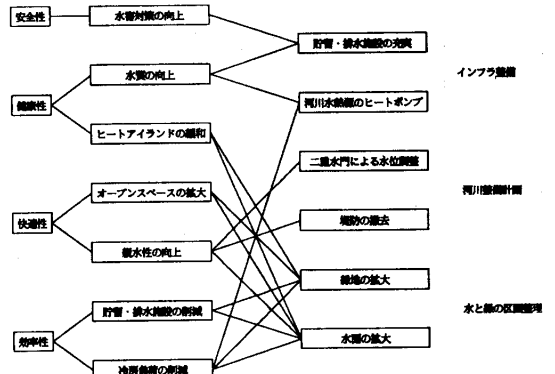 安全性
水害対策の向上
貯留・排水施設の充実
インフラ整備
水質の向上
健康性
河川水熱源のヒートポンプ
ヒートアイランドの緩和
二重水門による水位調整
オープンスペースの拡大
河川整備計画
快適性
堤防の撤去
親水性の向上
緑地の拡大
貯留・排水施設の削減
水と緑の区画整理
効率性
水面の拡大
冷房負荷の削減